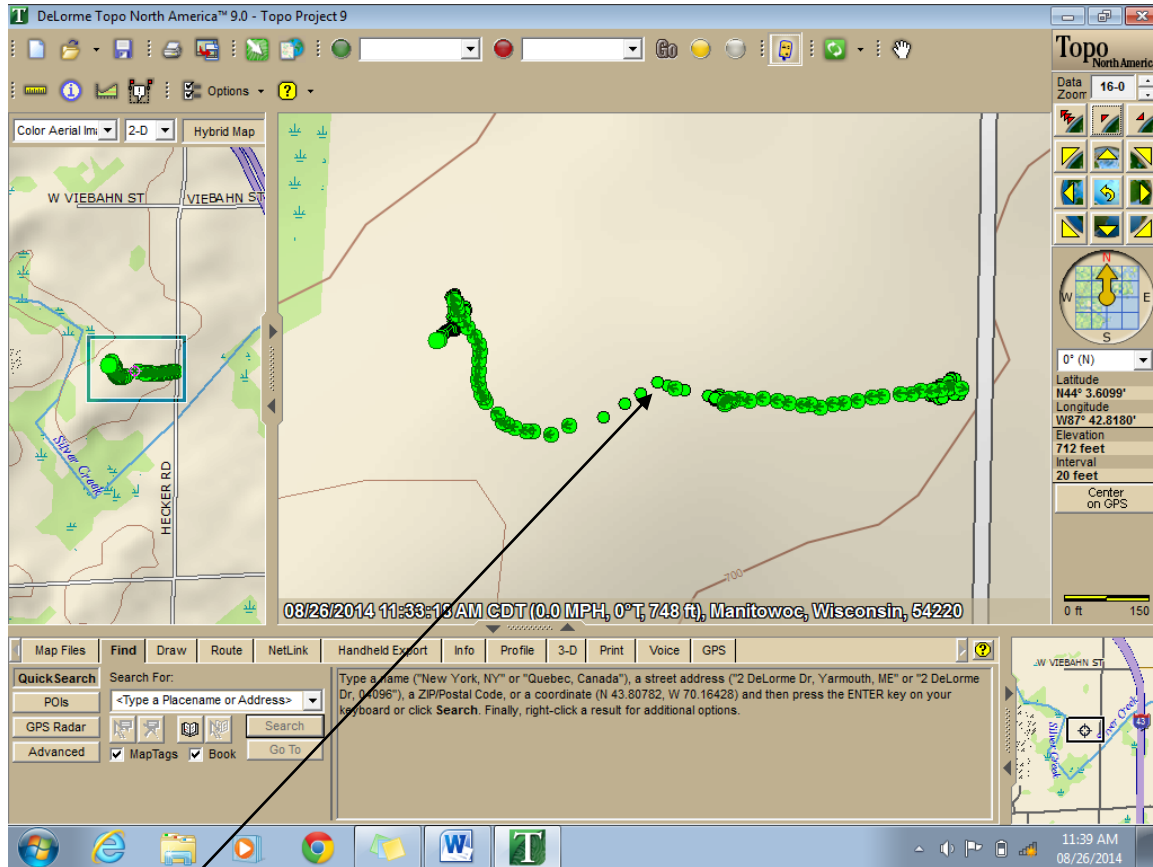 DeLorme Topo North America™ 9.0 - Topo Project 9
Go
Options
Topo
North America
Data
Zoom
16-0
Color Aerial Im
2-D
Hybrid Map
W VIEBAHN ST
VIEBAHN ST
Silver Creek
HECKER RD
700
08/26/2014 11:33:18 AM CDT (0.0 MPH, 0°T, 748 ft), Manitowoc, Wisconsin, 54220
N
W
E
S
0° (N)
Latitude
N44° 3.6099'
Longitude
W87° 42.8180'
Elevation
712 feet
Interval
20 feet
Center
on GPS
0 ft 150
Map Files Find Draw Route NetLink Handheld Export Info Profile 3-D Print Voice GPS
QuickSearch
POIs
GPS Radar
Advanced
Search For:
<Type a Placename or Address>
Search
MapTags Book Go To
Type a name ("New York, NY" or "Quebec, Canada"), a street address ("2 DeLorme Dr, Yarmouth, ME" or "2 DeLorme
Dr, 04096"), a ZIP/Postal Code, or a coordinate (N 43.80782, W 70.16428) and then press the ENTER key on your
keyboard or click Search. Finally, right-click a result for additional options.
W VIEBAHN ST
Silver Creek
Silver Creek
43
11:39 AM
08/26/2014